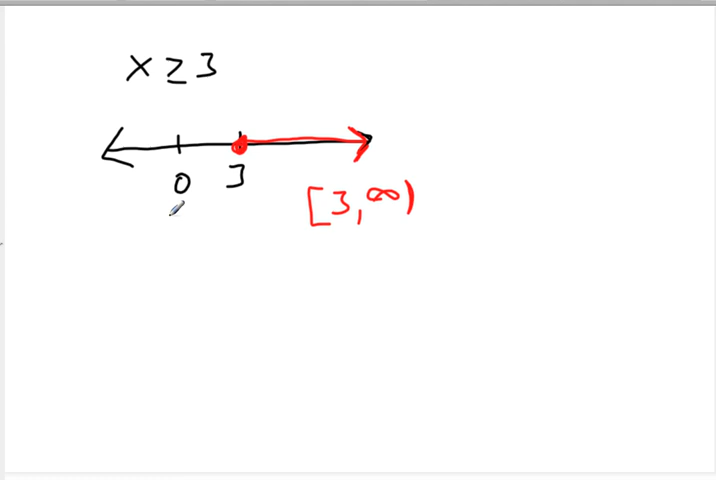 x ≥ 3
0 3
[3, ∞)